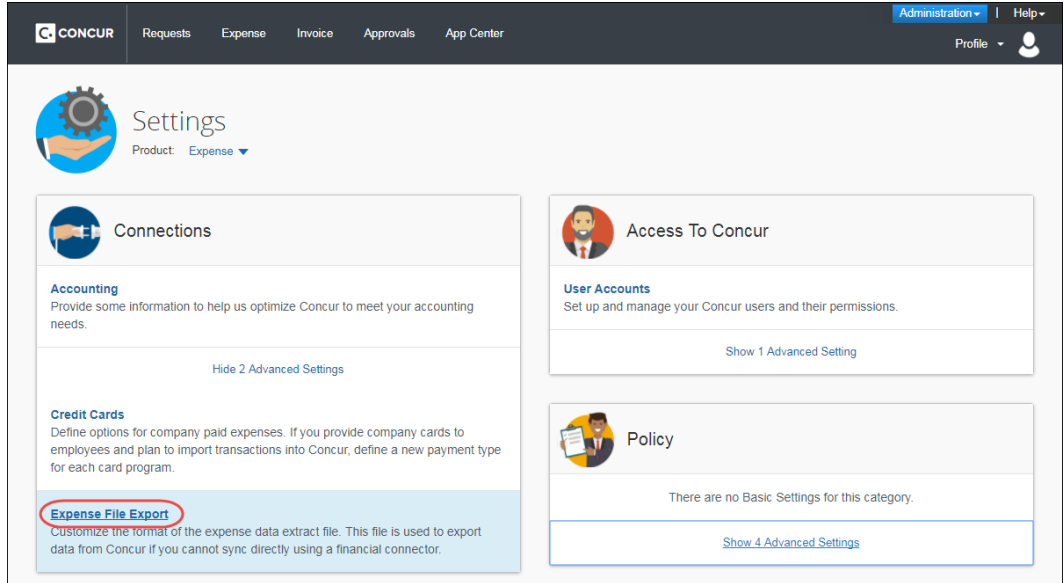 Administration | Help
C. CONCUR Requests Expense Invoice Approvals App Center
Profile
Settings
Product: Expense
Connections
Accounting
Provide some information to help us optimize Concur to meet your accounting
needs.
Hide 2 Advanced Settings
Credit Cards
Define options for company paid expenses. If you provide company cards to
employees and plan to import transactions into Concur, define a new payment type
for each card program.
Expense File Export
Customize the format of the expense data extract file. This file is used to export
data from Concur if you cannot sync directly using a financial connector.
Access To Concur
User Accounts
Set up and manage your Concur users and their permissions.
Show 1 Advanced Setting
Policy
There are no Basic Settings for this category.
Show 4 Advanced Settings